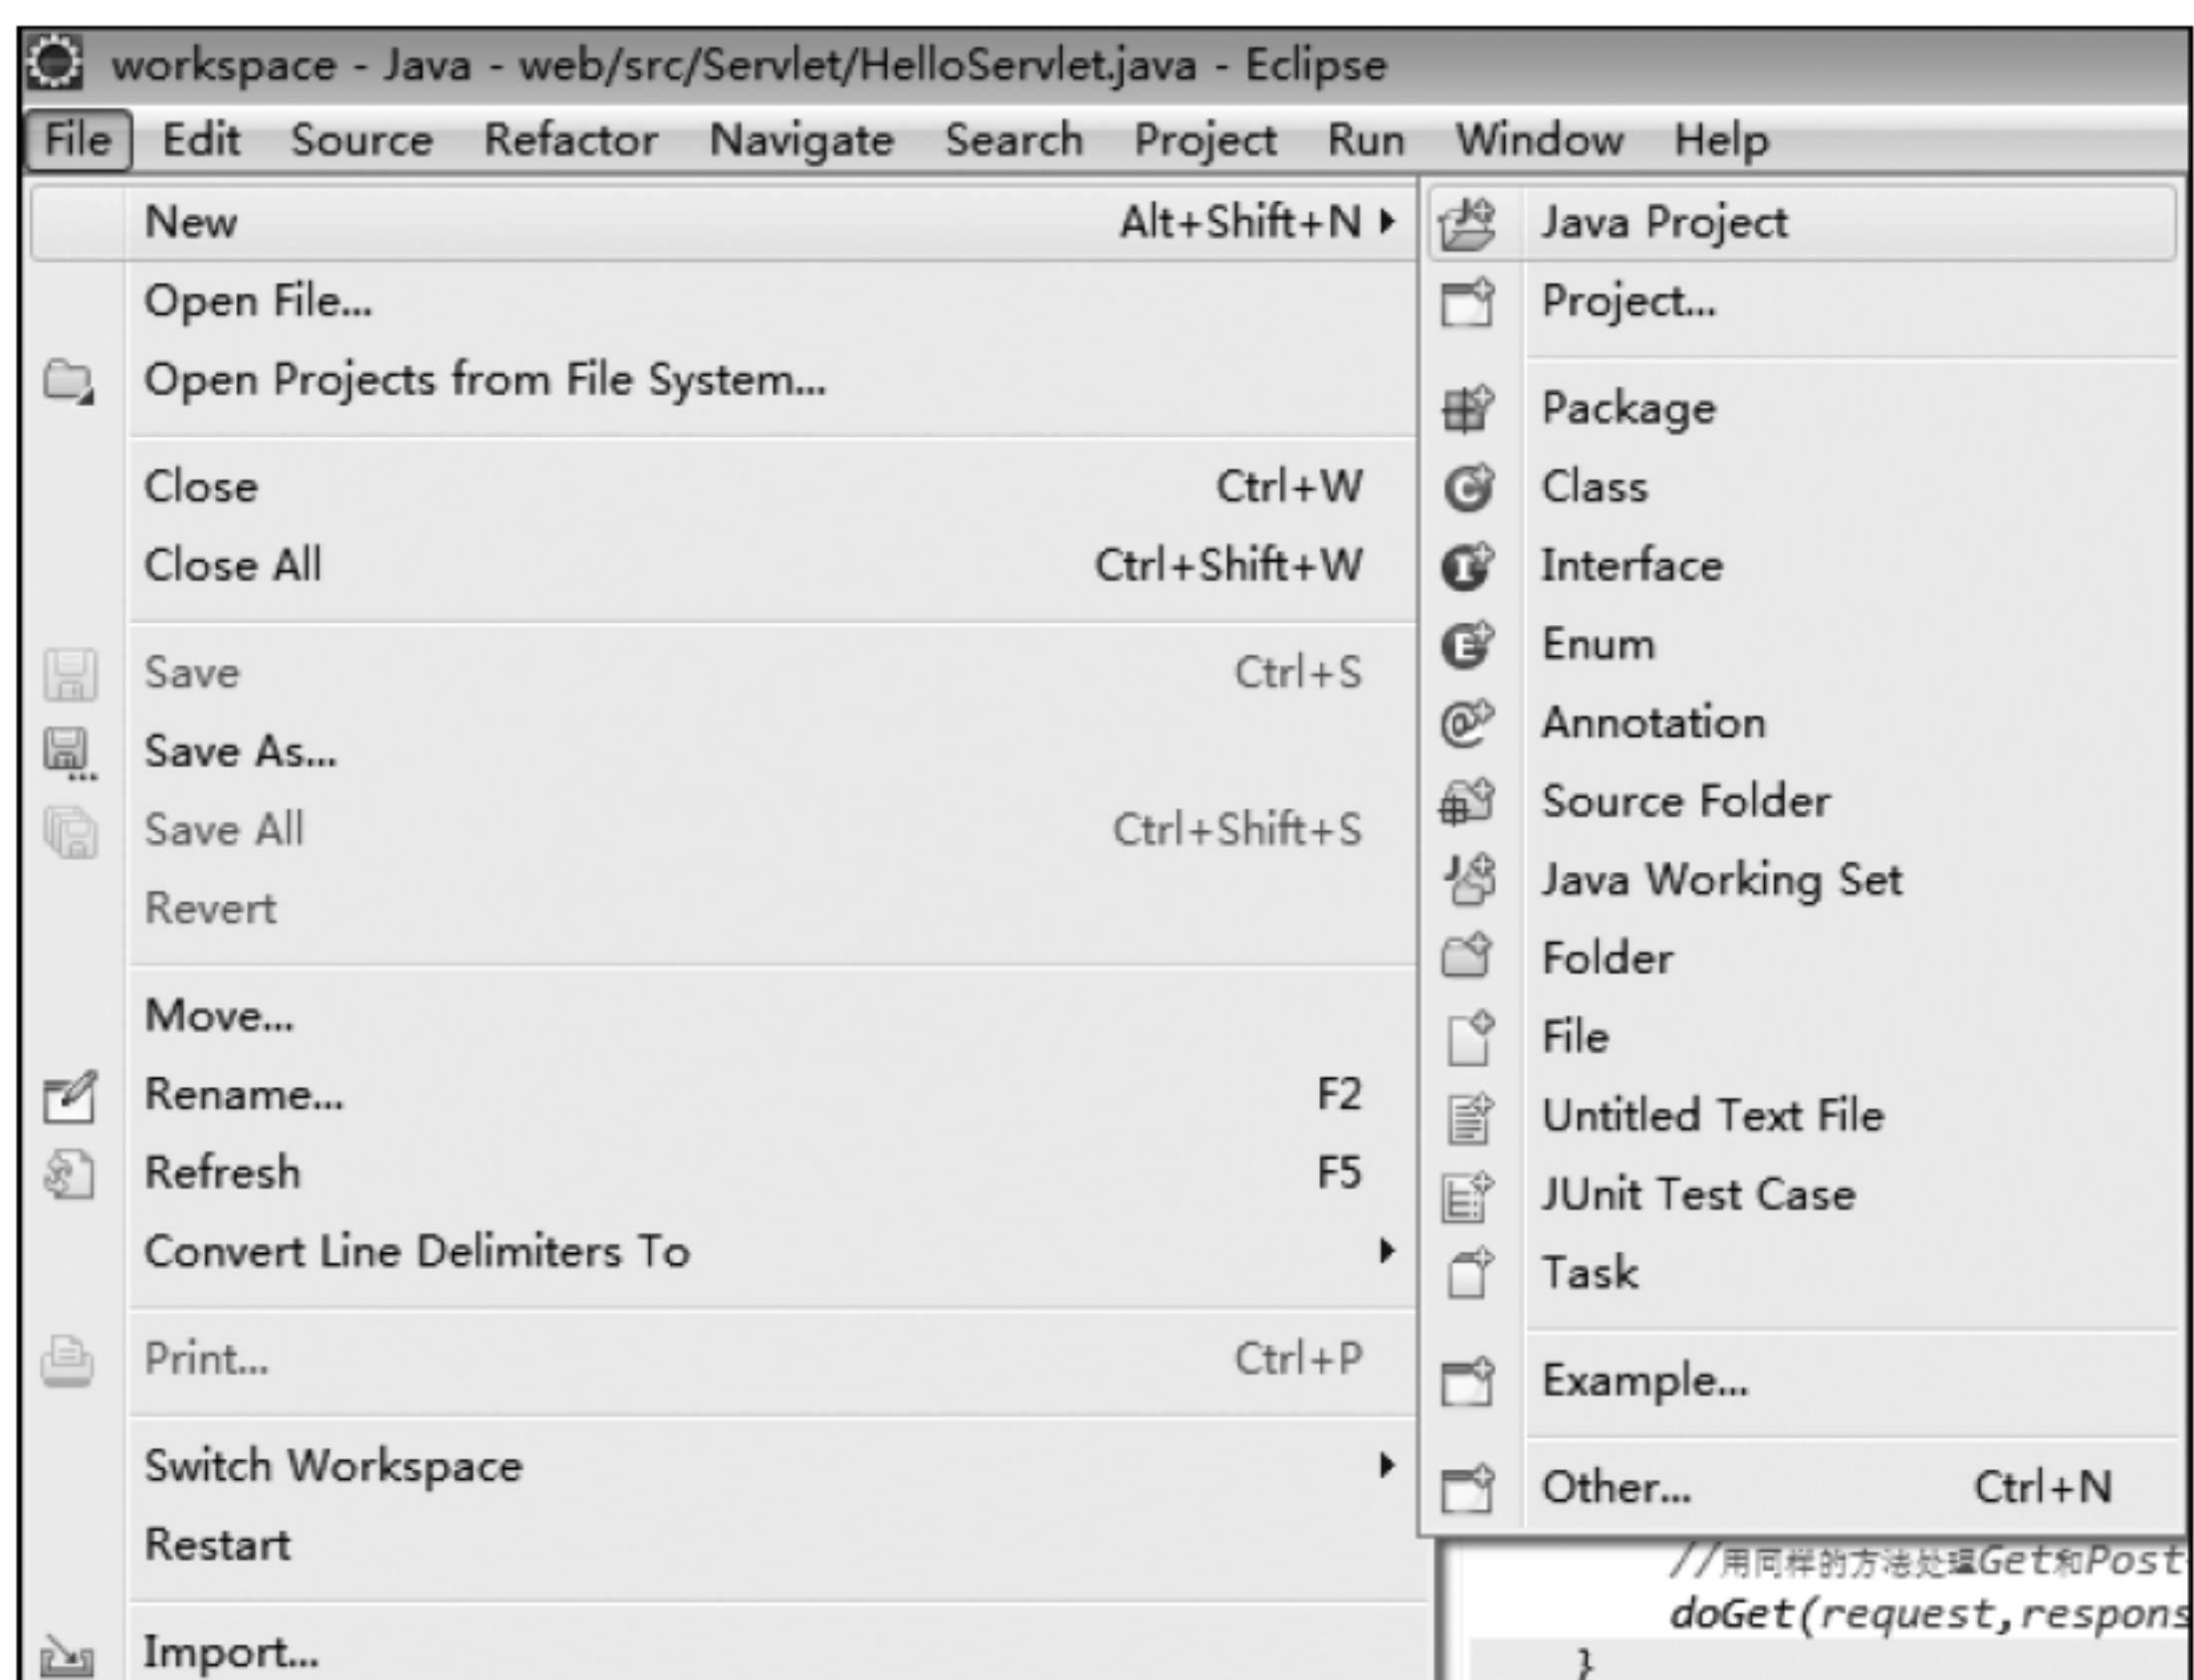 workspace - Java - web/src/Servlet/HelloServlet.java - Eclipse
File Edit Source Refactor Navigate Search Project Run Window Help
New Alt+Shift+N
Open File...
Open Projects from File System...
Close Ctrl+W
Close All Ctrl+Shift+W
Save Ctrl+S
Save As...
Save All Ctrl+Shift+S
Revert
Move...
Rename... F2
Refresh F5
Convert Line Delimiters To
Print... Ctrl+P
Switch Workspace
Restart
Import...
Java Project
Project...
Package
Class
Interface
Enum
Annotation
Source Folder
Java Working Set
Folder
File
Untitled Text File
JUnit Test Case
Task
Example...
Other... Ctrl+N
//用同样的方法处理Get和Post
doGet(request,respons
}